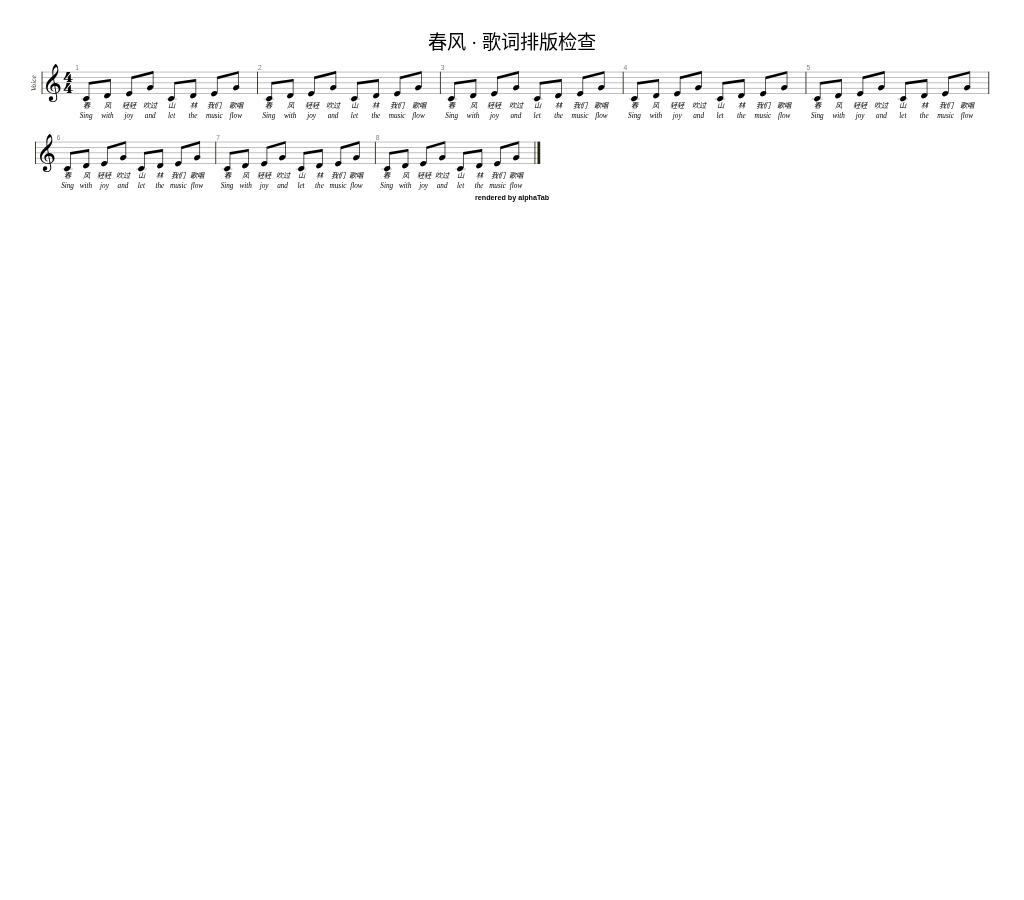 春风 · 歌词排版检查
Voice
1 2 3 4 5
春 风 轻轻 吹过 山 林 我们 歌唱 春 风 轻轻 吹过 山 林 我们 歌唱 春 风 轻轻 吹过 山 林 我们 歌唱 春 风 轻轻 吹过 山 林 我们 歌唱 春 风 轻轻 吹过 山 林 我们 歌唱
Sing with joy and let the music flow Sing with joy and let the music flow Sing with joy and let the music flow Sing with joy and let the music flow Sing with joy and let the music flow
6 7 8
春 风 轻轻 吹过 山 林 我们 歌唱 春 风 轻轻 吹过 山 林 我们 歌唱 春 风 轻轻 吹过 山 林 我们 歌唱
Sing with joy and let the music flow Sing with joy and let the music flow Sing with joy and let the music flow
rendered by alphaTab